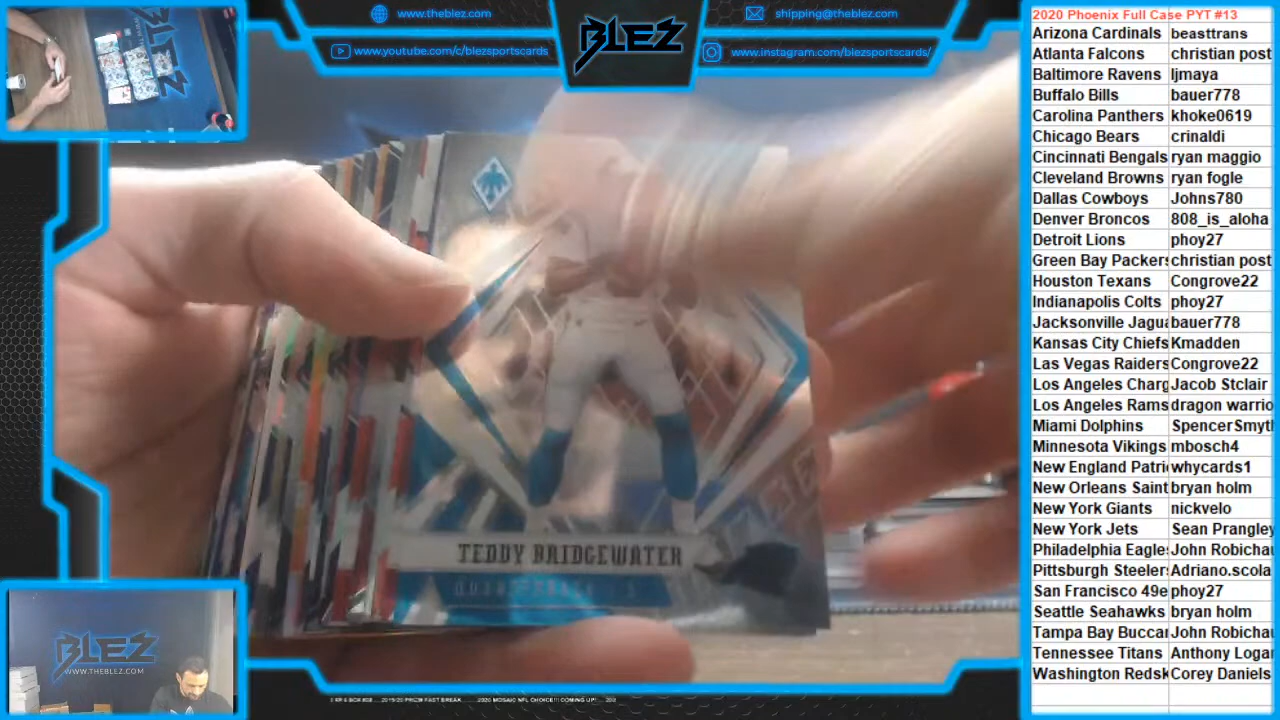 www.theblez.com
www.youtube.com/c/blezsportscards
BLEZ
shipping@theblez.com
www.instagram.com/blezsportscards/
TEDDY BRIDGEWATER
BLEZ
WWW.THEBLEZ.COM
2020 Phoenix Full Case PYT #13
Arizona Cardinals beasttrans
Atlanta Falcons christian post
Baltimore Ravens ljmaya
Buffalo Bills bauer778
Carolina Panthers khoke0619
Chicago Bears crinaldi
Cincinnati Bengals ryan maggio
Cleveland Browns ryan fogle
Dallas Cowboys Johns780
Denver Broncos 808_is_aloha
Detroit Lions phoy27
Green Bay Packers christian post
Houston Texans Congrove22
Indianapolis Colts phoy27
Jacksonville Jagua bauer778
Kansas City Chiefs Kmadden
Las Vegas Raiders Congrove22
Los Angeles Charg Jacob Stclair
Los Angeles Rams dragon warrio
Miami Dolphins SpencerSmyt
Minnesota Vikings mbosch4
New England Patri whycards1
New Orleans Saint bryan holm
New York Giants nickvelo
New York Jets Sean Prangley
Philadelphia Eagle John Robichau
Pittsburgh Steeler Adriano.scola
San Francisco 49e phoy27
Seattle Seahawks bryan holm
Tampa Bay Buccar John Robichau
Tennessee Titans Anthony Logar
Washington Redsk Corey Daniels